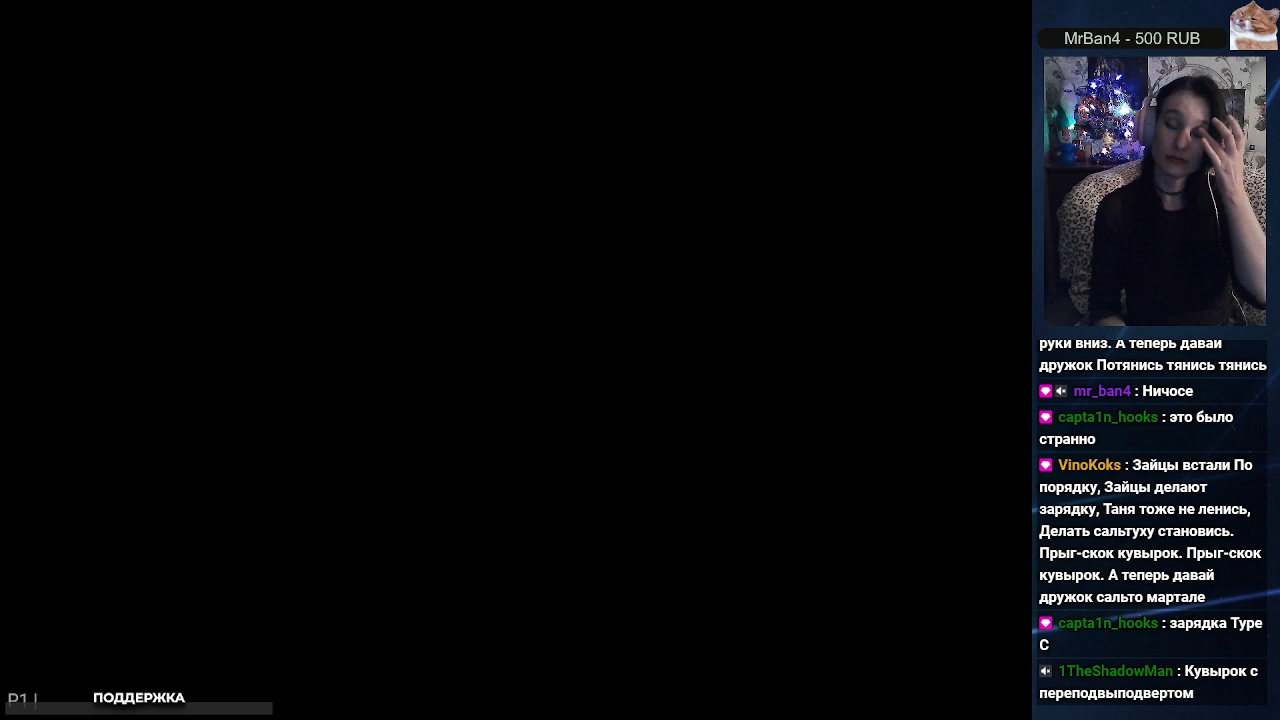 MrBan4 - 500 RUB
руки вниз. А теперь давай
дружок Потянись тянись тянись
mr_ban4 : Ничосе
capta1n_hooks : это было
странно
VinoKoks : Зайцы встали По
порядку, Зайцы делают
зарядку, Таня тоже не ленись,
Делать сальтуху становись.
Прыг-скок кувырок. Прыг-скок
кувырок. А теперь давай
дружок сальто мартале
capta1n_hooks : зарядка Type
C
1TheShadowMan : Кувырок с
переподвыподвертом
P1 |
ПОДДЕРЖКА